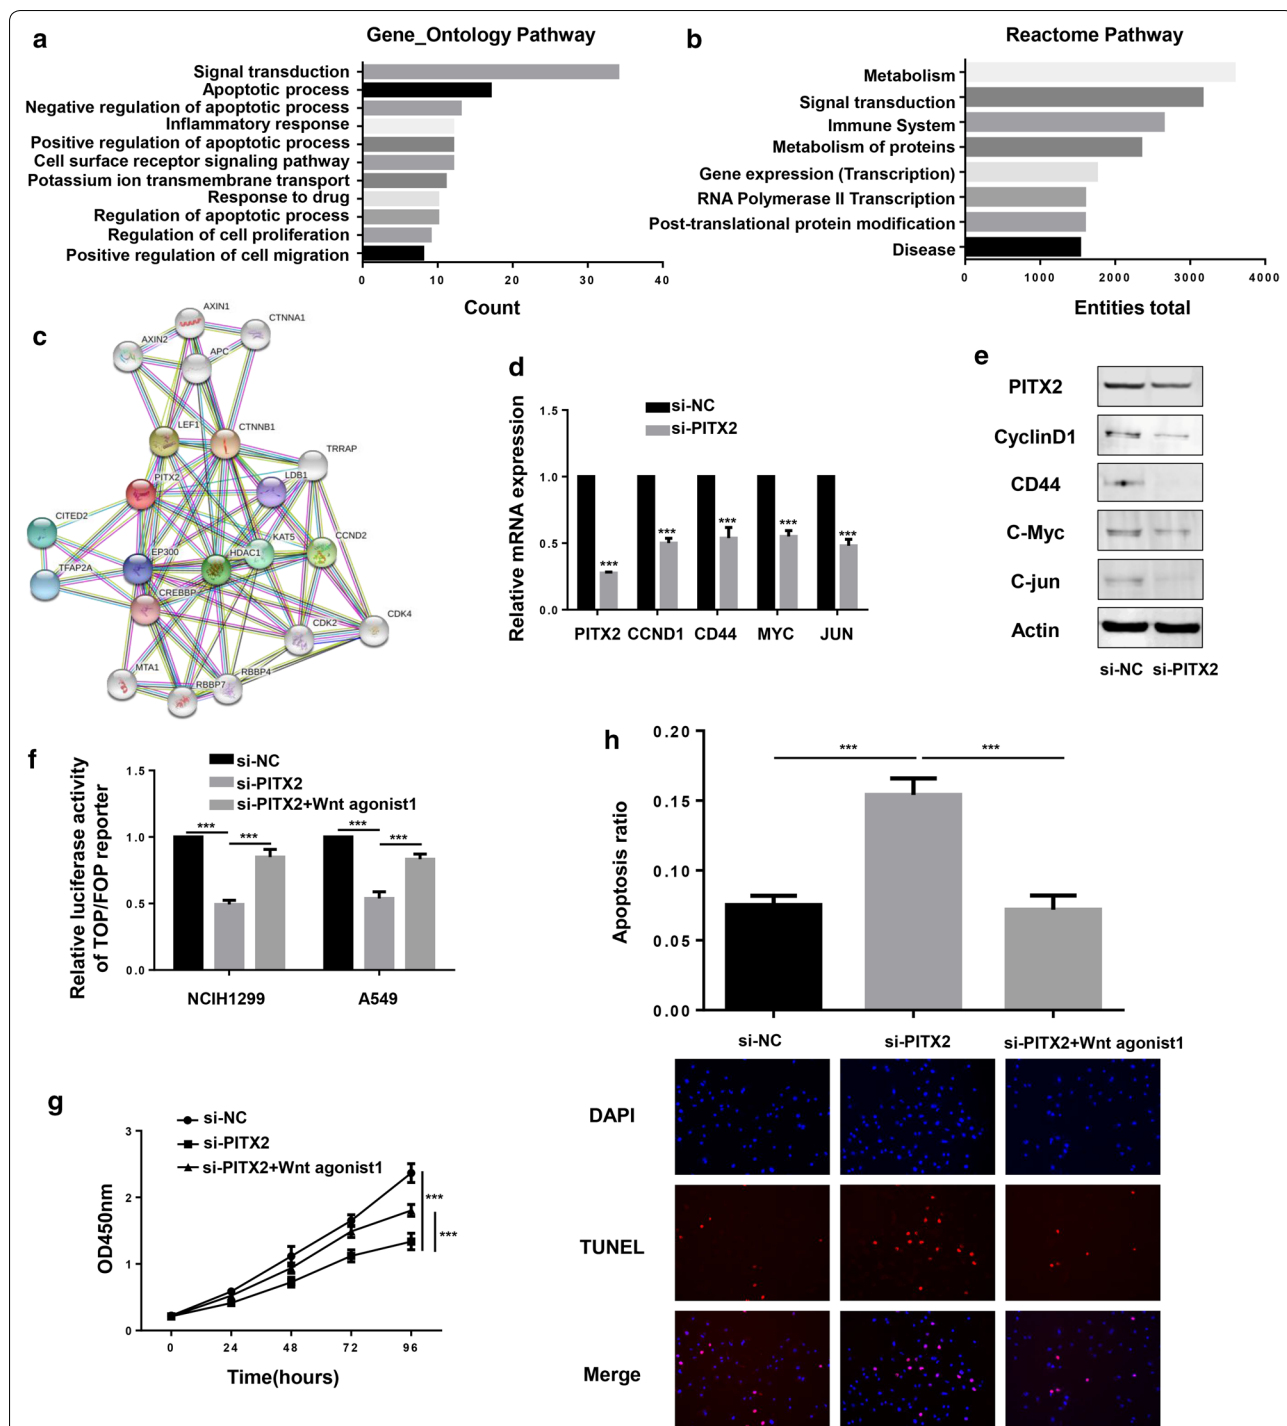 a
Gene_Ontology Pathway
Signal transduction
Apoptotic process
Negative regulation of apoptotic process
Inflammatory response
Positive regulation of apoptotic process
Cell surface receptor signaling pathway
Potassium ion transmembrane transport
Response to drug
Regulation of apoptotic process
Regulation of cell proliferation
Positive regulation of cell migration
0 10 20 30 40
Count
b
Reactome Pathway
Metabolism
Signal transduction
Immune System
Metabolism of proteins
Gene expression (Transcription)
RNA Polymerase II Transcription
Post-translational protein modification
Disease
0 1000 2000 3000 4000
Entities total
c
AXIN1
CTNNA1
AXIN2
APC
LEF1
CTNNB1
TRRAP
PITX2
LDB1
CITED2
EP300
HDAC1
KAT5
CCND2
TFAP2A
CREBBP
CDK2
CDK4
MTA1
RBBP7
RBBP4
d
si-NC
si-PITX2
Relative mRNA expression
1.5
1.0
0.5
0.0
*** *** *** *** ***
PITX2 CCND1 CD44 MYC JUN
e
PITX2
CyclinD1
CD44
C-Myc
C-jun
Actin
si-NC si-PITX2
f
si-NC
si-PITX2
si-PITX2+Wnt agonist1
Relative luciferase activity
of TOP/FOP reporter
1.5
1.0
0.5
0.0
*** *** *** ***
NCIH1299 A549
g
si-NC
si-PITX2
si-PITX2+Wnt agonist1
OD450nm
3
2
1
0
***
***
0 24 48 72 96
Time(hours)
h
Apoptosis ratio
0.20
0.15
0.10
0.05
0.00
*** ***
si-NC si-PITX2 si-PITX2+Wnt agonist1
DAPI
TUNEL
Merge